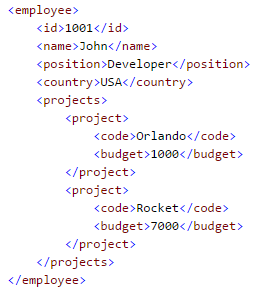 <employee>
    <id>1001</id>
    <name>John</name>
    <position>Developer</position>
    <country>USA</country>
    <projects>
        <project>
            <code>Orlando</code>
            <budget>1000</budget>
        </project>
        <project>
            <code>Rocket</code>
            <budget>7000</budget>
        </project>
    </projects>
</employee>